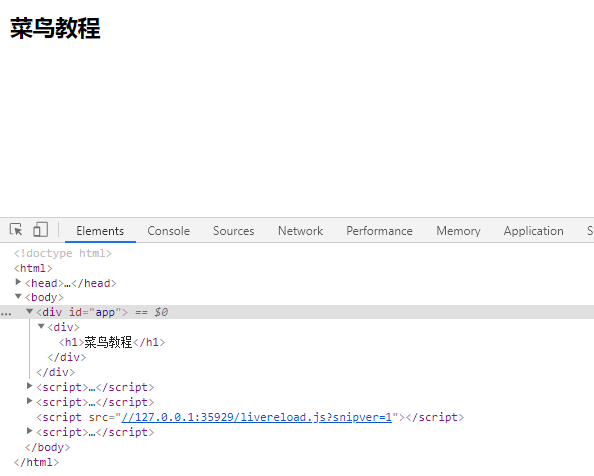 菜鸟教程
Elements Console Sources Network Performance Memory Application S
<!doctype html>
<html>
<head>…</head>
<body>
… <div id="app"> == $0
<div>
<h1>菜鸟教程</h1>
</div>
</div>
<script>…</script>
<script>…</script>
<script src="//127.0.0.1:35929/livereload.js?snipver=1"></script>
<script>…</script>
</body>
</html>